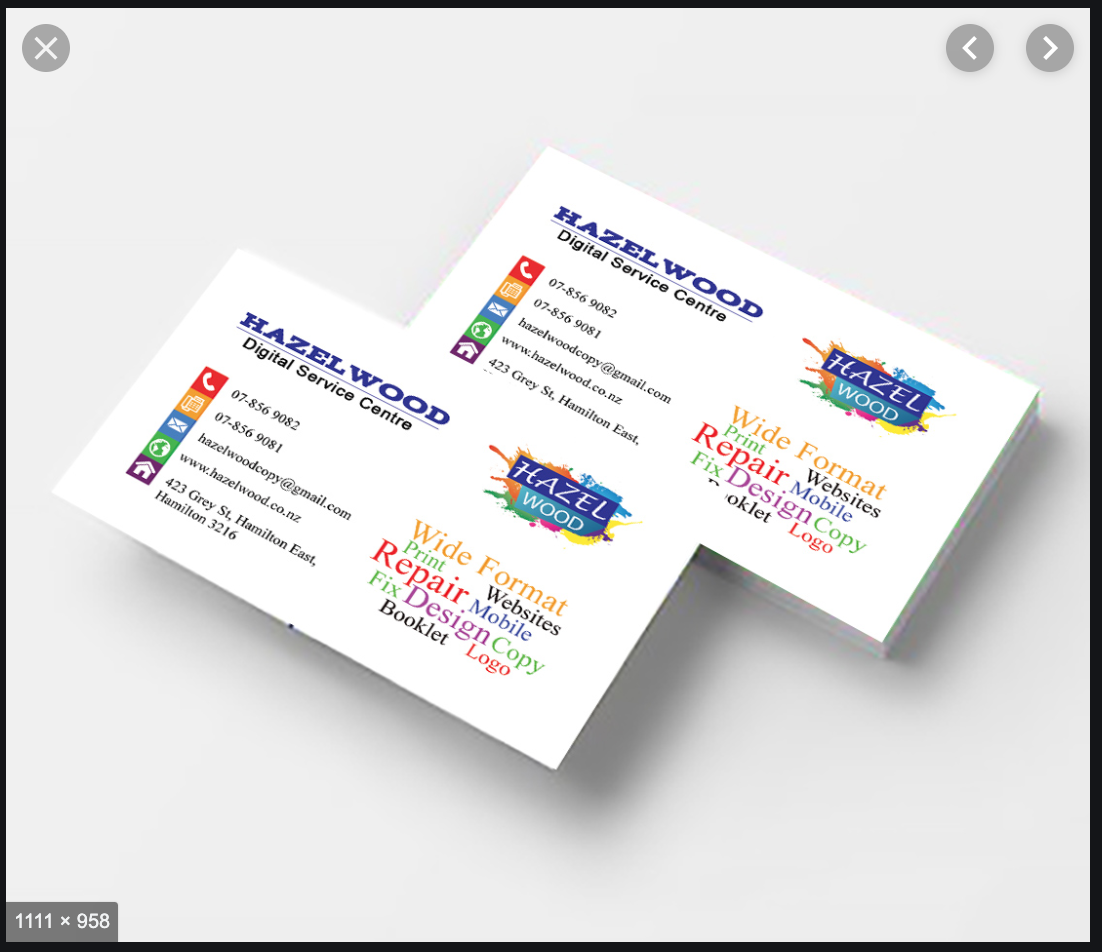 HAZELWOOD
Digital Service Centre
07-856 9082
07-856 9081
hazelwoodcopy@gmail.com
www.hazelwood.co.nz
423 Grey St, Hamilton East,
HAZEL
WOOD
Wide Format
Print
Repair Websites
Fix Design Mobile
ooklet Copy
Logo
HAZELWOOD
Digital Service Centre
07-856 9082
07-856 9081
hazelwoodcopy@gmail.com
www.hazelwood.co.nz
423 Grey St, Hamilton East,
Hamilton 3216
HAZEL
WOOD
Wide Format
Print
Repair Websites
Fix Design Mobile
Booklet Copy
Logo
1111 × 958